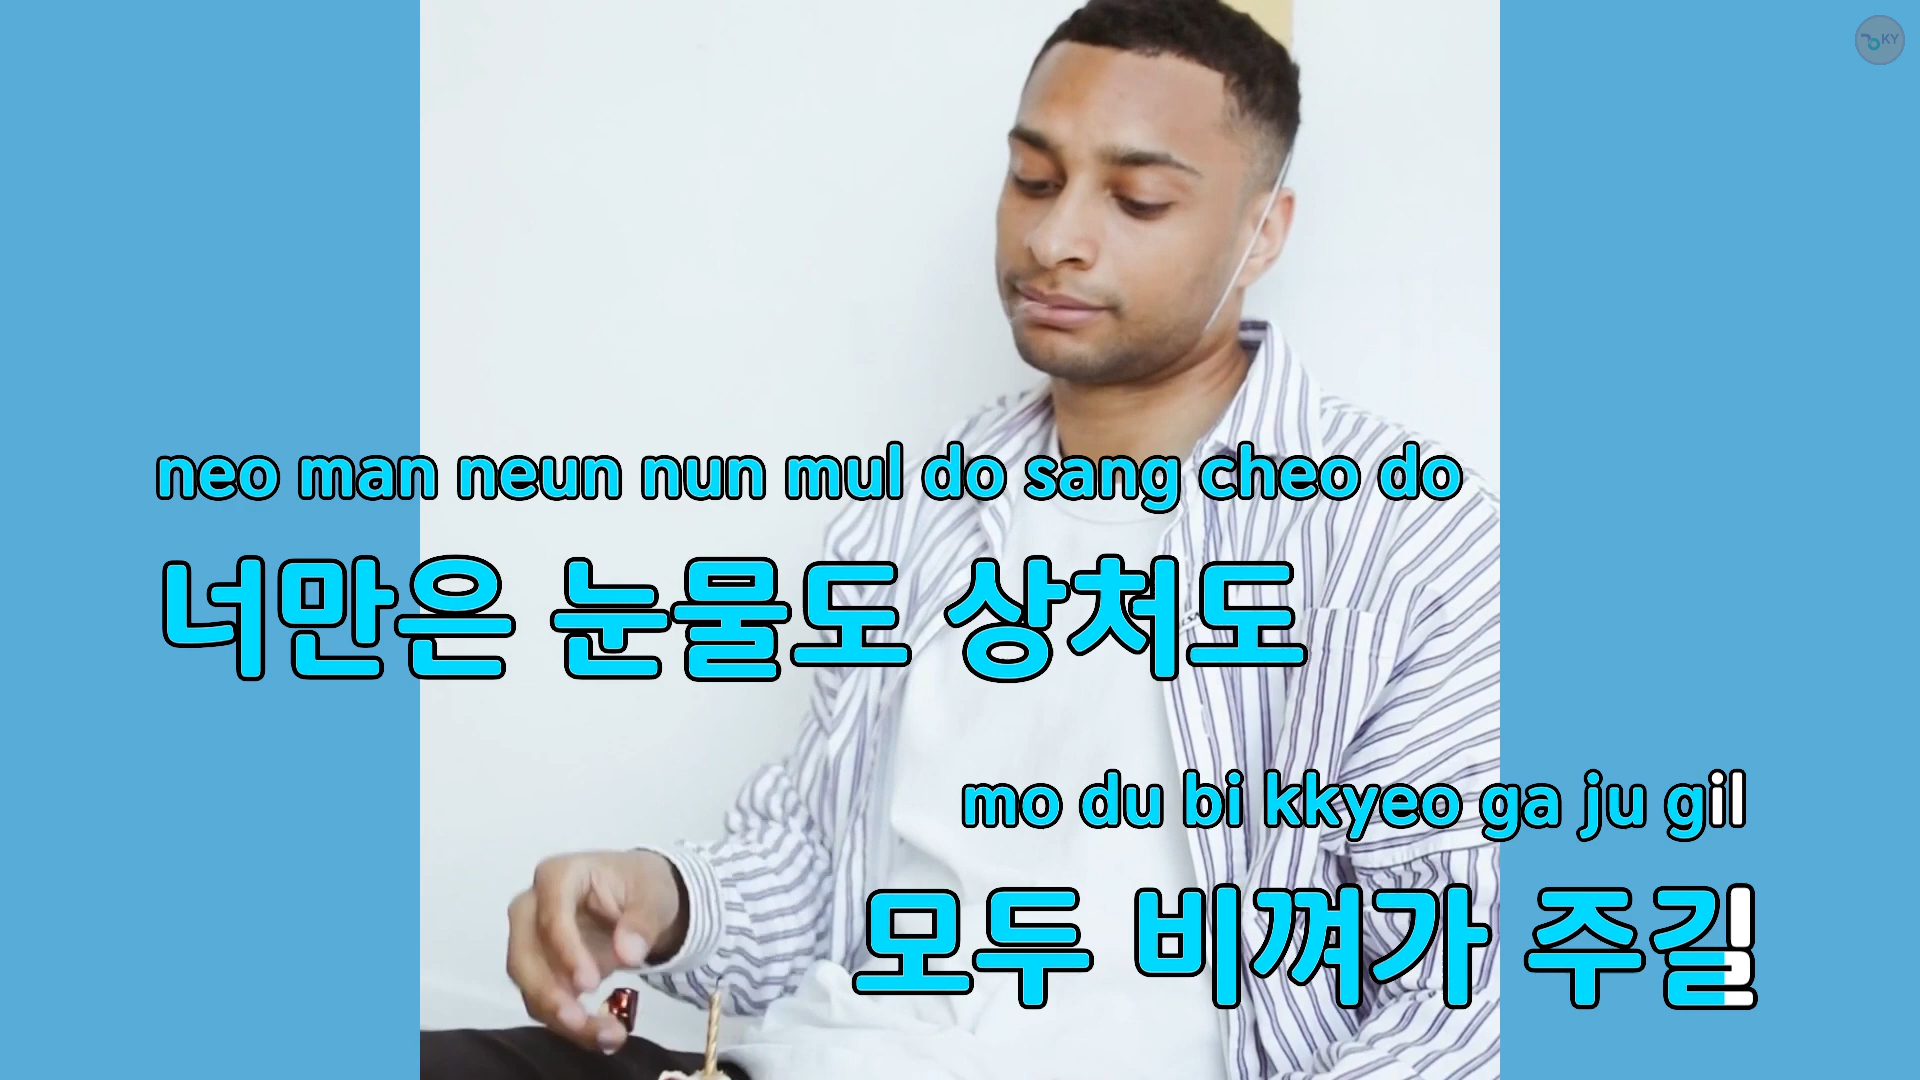 KY
neo man neun nun mul do sang cheo do
너만은 눈물도 상처도
mo du bi kkyeo ga ju gil
모두 비껴가 주길